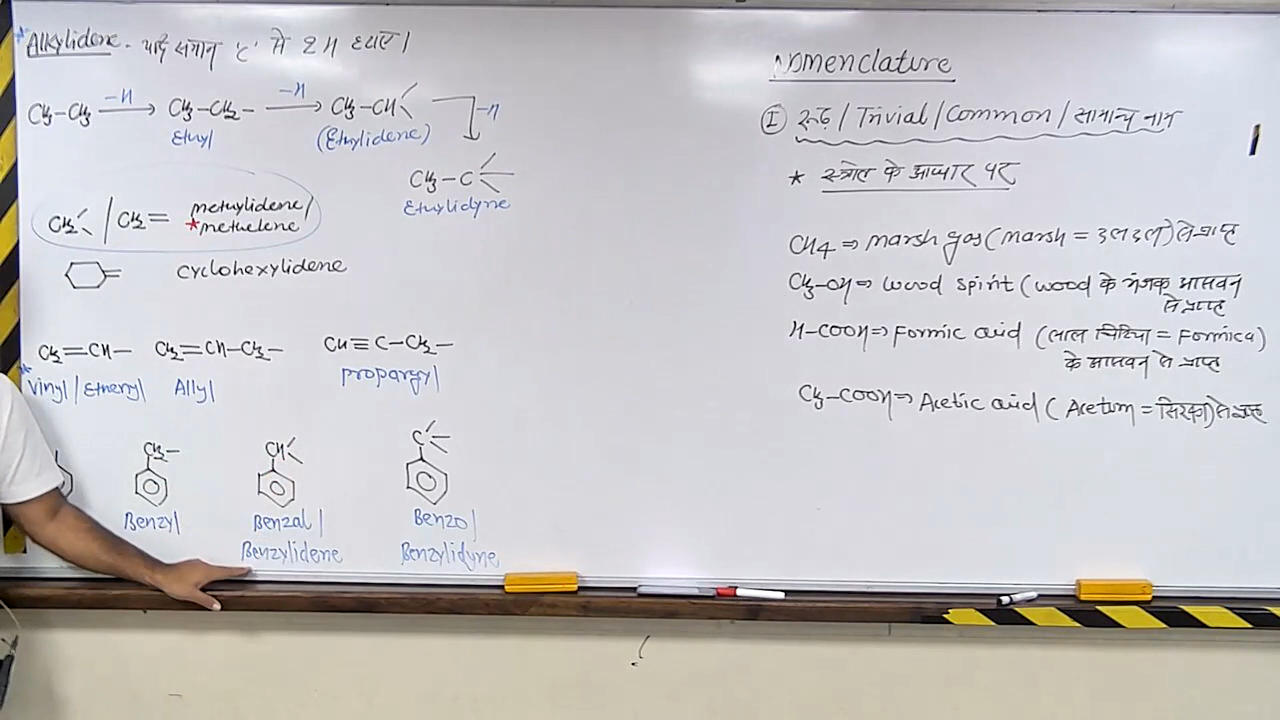 *Alkylidene - यदि समान 'C' से 2H हटाए।
CH3–CH3 –H→ CH3–CH2– –H→ CH3–CH< –H
Ethyl (Ethylidene)
CH3–C
Ethylidyne
CH2< / CH2= methylidene/
*methelene
= cyclohexylidene
CH2=CH– CH2=CH–CH2– CH≡C–CH2–
*Vinyl/Ethenyl Allyl propargyl
CH2– CH< C
Benzyl Benzal/ Benzo/
Benzylidene Benzylidyne
Nomenclature
(I) रूढ़ / Trivial / Common / सामान्य नाम
* स्त्रोत के आधार पर
CH4 ⇒ marsh gas (marsh = दलदल) से प्राप्त
CH3–OH ⇒ wood spirit (wood के भंजक आसवन
से प्राप्त
H–COOH ⇒ Formic acid (लाल चिटिया = Formica)
के आसवन से प्राप्त
CH3–COOH ⇒ Acetic acid (Acetum = सिरका) से प्राप्त